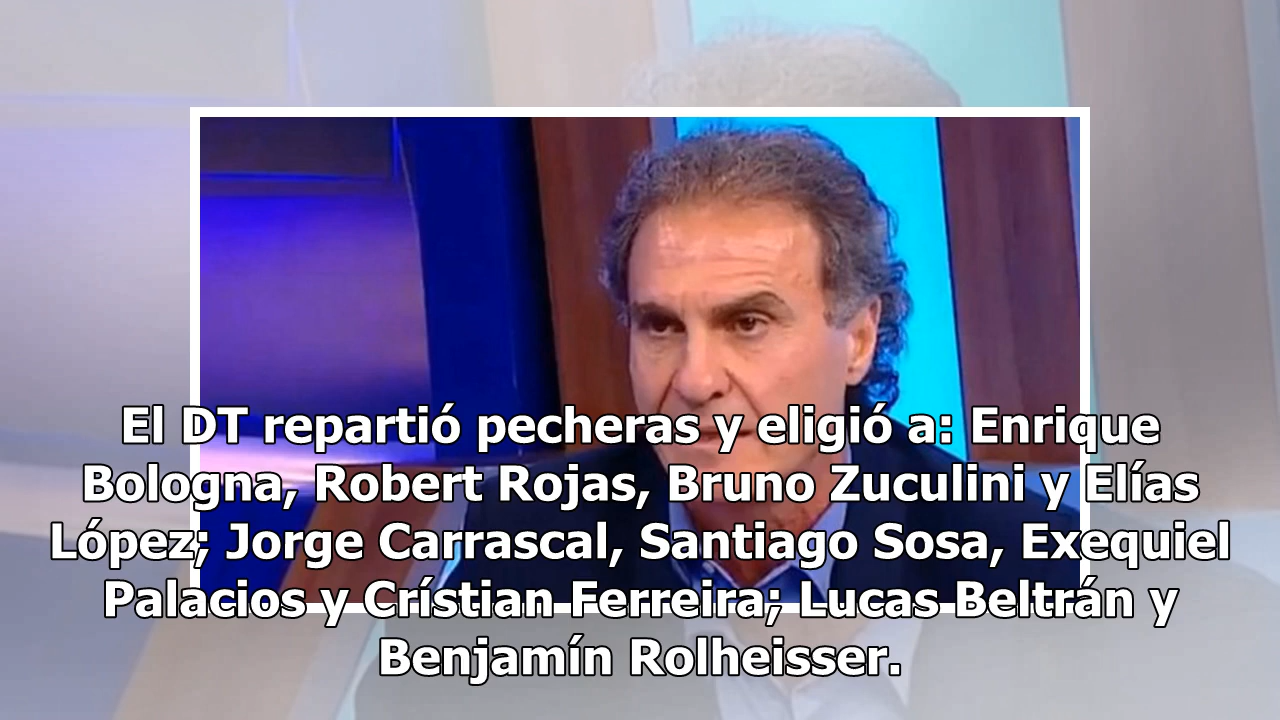 El DT repartió pecheras y eligió a: Enrique
Bologna, Robert Rojas, Bruno Zuculini y Elías
López; Jorge Carrascal, Santiago Sosa, Exequiel
Palacios y Crístian Ferreira; Lucas Beltrán y
Benjamín Rolheisser.